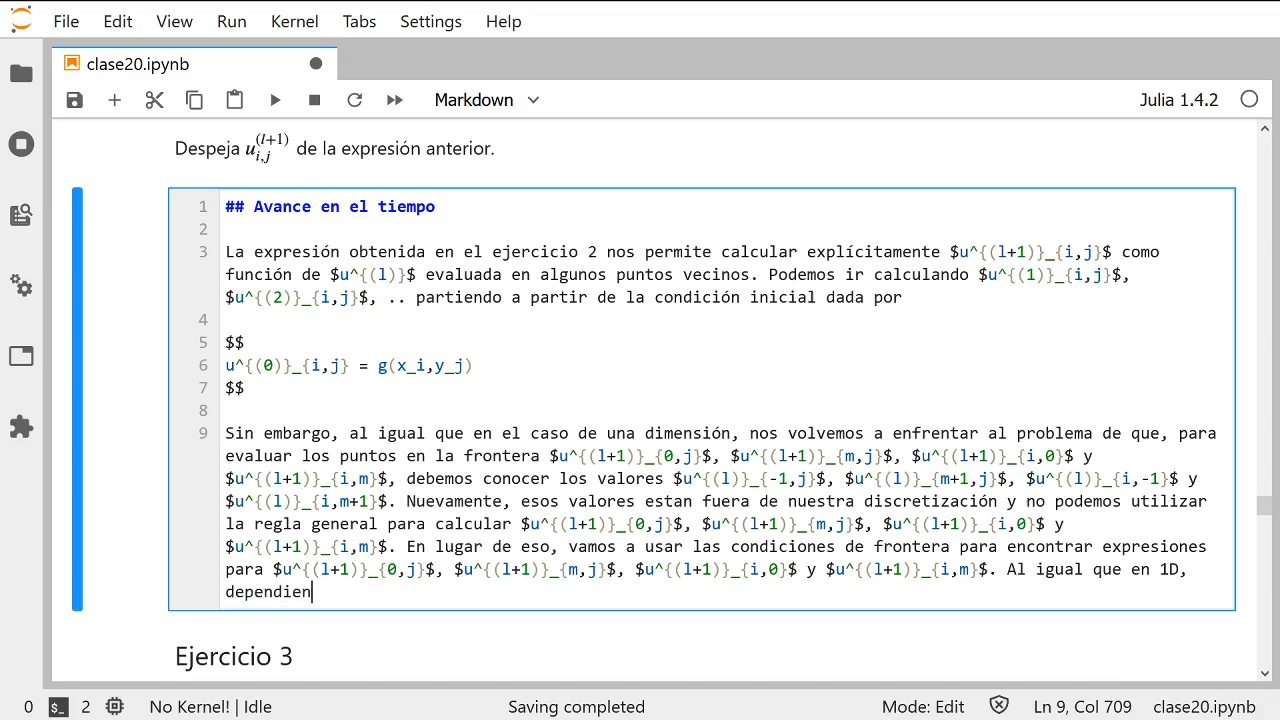 File Edit View Run Kernel Tabs Settings Help
clase20.ipynb
Markdown Julia 1.4.2
Despeja u_{i,j}^{(l+1)} de la expresión anterior.
1 ## Avance en el tiempo
2
3 La expresión obtenida en el ejercicio 2 nos permite calcular explícitamente $u^{(l+1)}_{i,j}$ como
función de $u^{(l)}$ evaluada en algunos puntos vecinos. Podemos ir calculando $u^{(1)}_{i,j}$,
$u^{(2)}_{i,j}$, .. partiendo a partir de la condición inicial dada por
4
5 $$
6 u^{(0)}_{i,j} = g(x_i,y_j)
7 $$
8
9 Sin embargo, al igual que en el caso de una dimensión, nos volvemos a enfrentar al problema de que, para
evaluar los puntos en la frontera $u^{(l+1)}_{0,j}$, $u^{(l+1)}_{m,j}$, $u^{(l+1)}_{i,0}$ y
$u^{(l+1)}_{i,m}$, debemos conocer los valores $u^{(l)}_{-1,j}$, $u^{(l)}_{m+1,j}$, $u^{(l)}_{i,-1}$ y
$u^{(l)}_{i,m+1}$. Nuevamente, esos valores estan fuera de nuestra discretización y no podemos utilizar
la regla general para calcular $u^{(l+1)}_{0,j}$, $u^{(l+1)}_{m,j}$, $u^{(l+1)}_{i,0}$ y
$u^{(l+1)}_{i,m}$. En lugar de eso, vamos a usar las condiciones de frontera para encontrar expresiones
para $u^{(l+1)}_{0,j}$, $u^{(l+1)}_{m,j}$, $u^{(l+1)}_{i,0}$ y $u^{(l+1)}_{i,m}$. Al igual que en 1D,
dependien
Ejercicio 3
0 $_ 2 No Kernel! | Idle Saving completed Mode: Edit Ln 9, Col 709 clase20.ipynb